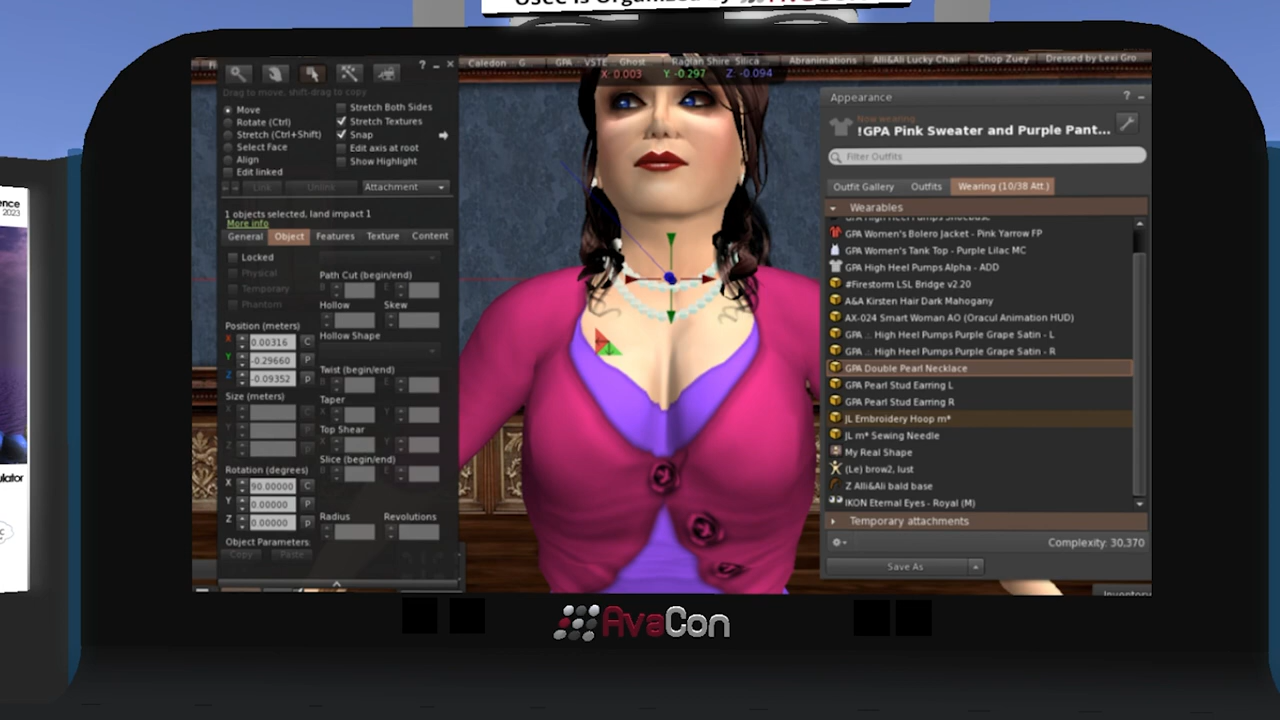 ence
2023
ulator
Caledon G GPA VSTE Ghost Raglan Shire Silica Abranimations Alli&Ali Lucky Chair Chop Zuey Dressed by Lexi Gro
X: 0.003 Y: -0.297 Z: -0.094
Drag to move, shift-drag to copy
Move
Rotate (Ctrl)
Stretch (Ctrl+Shift)
Select Face
Align
Edit linked
Stretch Both Sides
Stretch Textures
Snap
Edit axis at root
Show Highlight
Link Unlink Attachment
1 objects selected, land impact 1
More info
General Object Features Texture Content
Locked
Physical
Temporary
Phantom
Position (meters)
X 0.00316 C
Y -0.29660 P
Z -0.09352 P
Size (meters)
X C
Y P
Z P
Rotation (degrees)
X 90.00000 C
Y 0.00000 P
Z 0.00000 P
Object Parameters:
Copy Paste
Path Cut (begin/end)
B E
Hollow Skew
Hollow Shape
Twist (begin/end)
B E
Taper
X Y
Top Shear
X Y
Slice (begin/end)
B E
Radius Revolutions
Appearance
Now wearing
!GPA Pink Sweater and Purple Pant...
Filter Outfits
Outfit Gallery Outfits Wearing (10/38 Att.)
Wearables
GPA High Heel Pumps Shoebase
GPA Women's Bolero Jacket - Pink Yarrow FP
GPA Women's Tank Top - Purple Lilac MC
GPA High Heel Pumps Alpha - ADD
#Firestorm LSL Bridge v2.20
A&A Kirsten Hair Dark Mahogany
AX-024 Smart Woman AO (Oracul Animation HUD)
GPA .: High Heel Pumps Purple Grape Satin - L
GPA .: High Heel Pumps Purple Grape Satin - R
GPA Double Pearl Necklace
GPA Pearl Stud Earring L
GPA Pearl Stud Earring R
JL Embroidery Hoop m*
JL m* Sewing Needle
My Real Shape
(Le) brow2, lust
Z Alli&Ali bald base
IKON Eternal Eyes - Royal (M)
Temporary attachments
Complexity: 30,370
Save As
Inventory
AvaCon